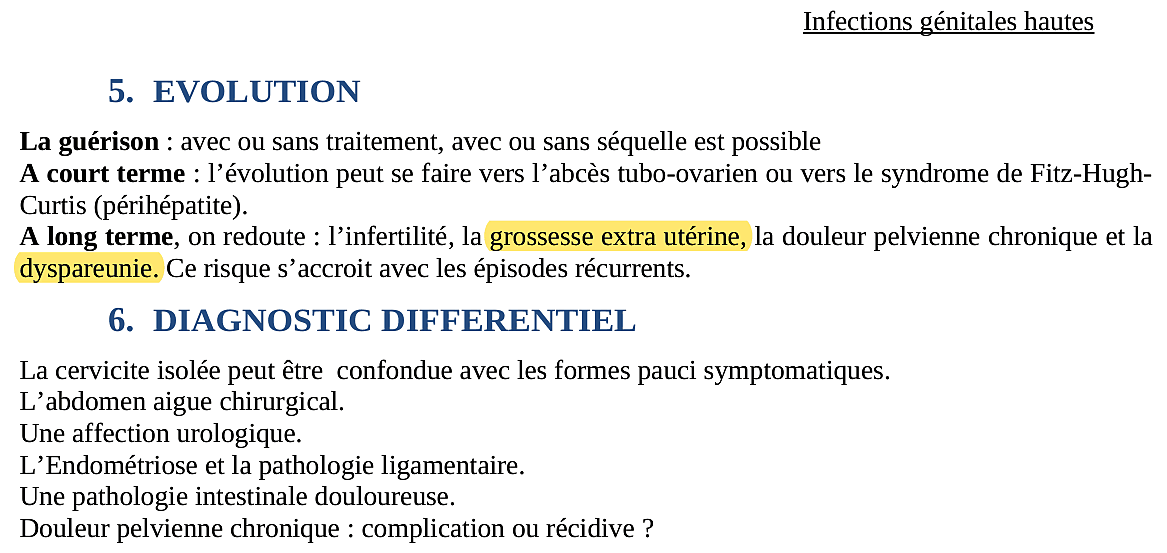 Infections génitales hautes
5. EVOLUTION
La guérison : avec ou sans traitement, avec ou sans séquelle est possible
A court terme : l’évolution peut se faire vers l’abcès tubo-ovarien ou vers le syndrome de Fitz-Hugh-
Curtis (périhépatite).
A long terme, on redoute : l’infertilité, la grossesse extra utérine, la douleur pelvienne chronique et la
dyspareunie. Ce risque s’accroit avec les épisodes récurrents.
6. DIAGNOSTIC DIFFERENTIEL
La cervicite isolée peut être confondue avec les formes pauci symptomatiques.
L’abdomen aigue chirurgical.
Une affection urologique.
L’Endométriose et la pathologie ligamentaire.
Une pathologie intestinale douloureuse.
Douleur pelvienne chronique : complication ou récidive ?